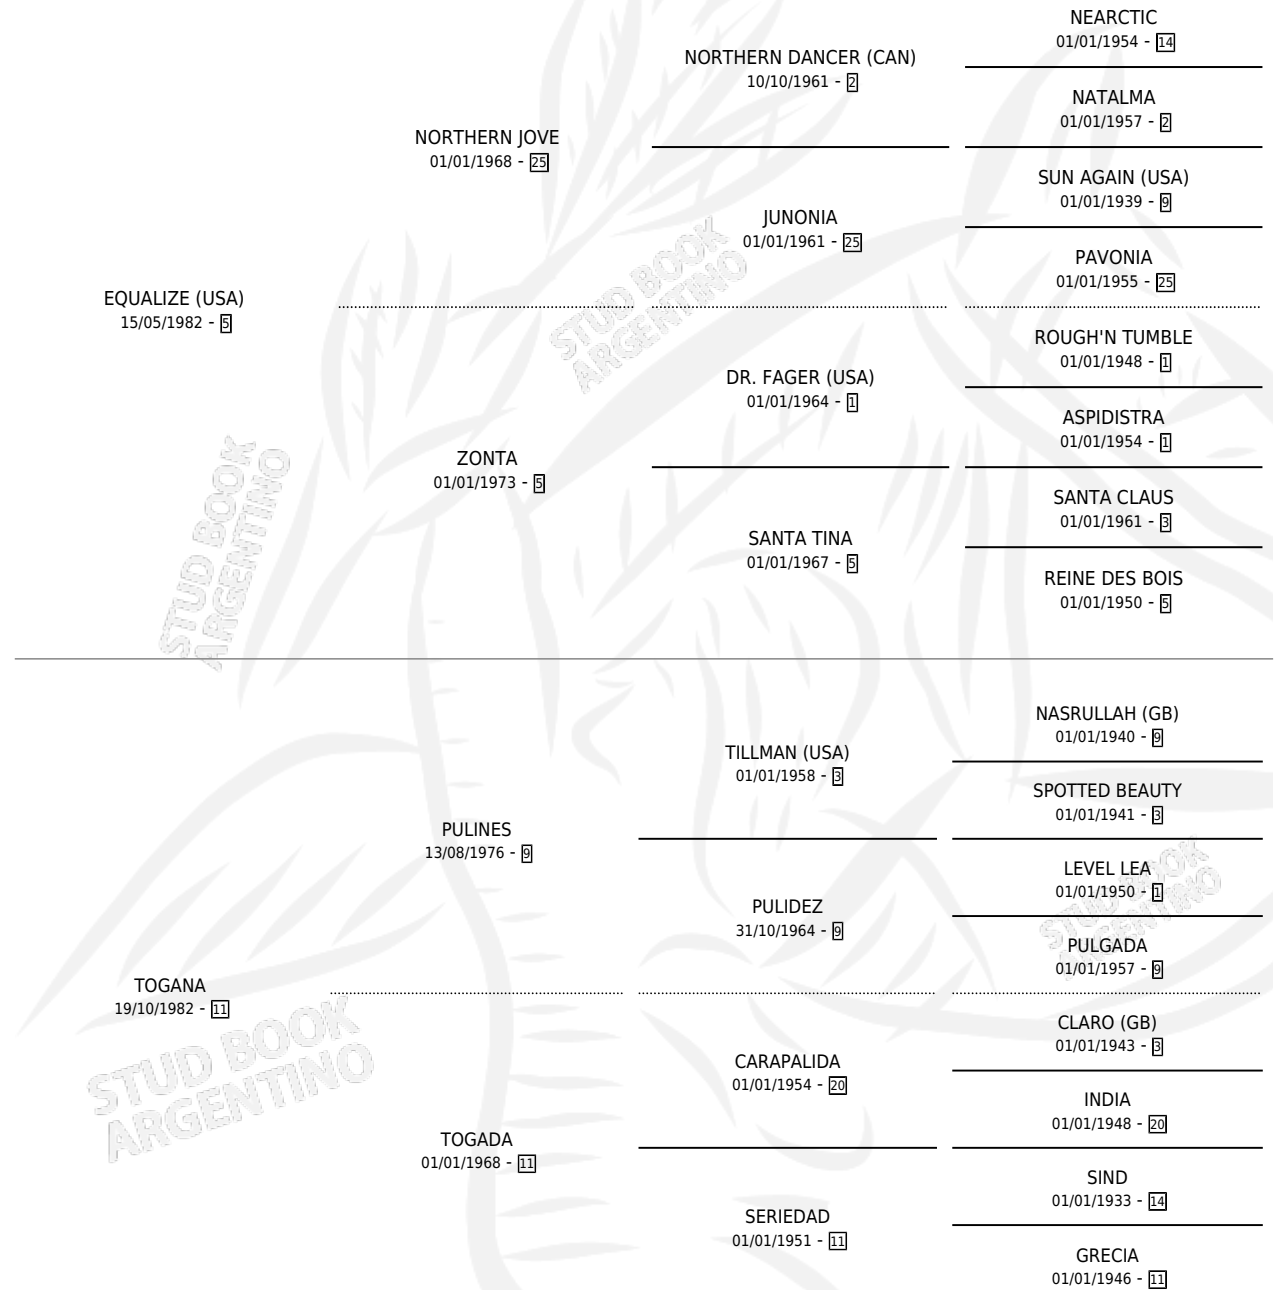 NEARCTIC
01/01/1954 - 14
NORTHERN DANCER (CAN)
10/10/1961 - 2
NATALMA
01/01/1957 - 2
NORTHERN JOVE
01/01/1968 - 25
SUN AGAIN (USA)
01/01/1939 - 9
JUNONIA
01/01/1961 - 25
PAVONIA
01/01/1955 - 25
STUD BOOK
ARGENTINO
EQUALIZE (USA)
15/05/1982 - 5
ROUGH'N TUMBLE
01/01/1948 - 1
DR. FAGER (USA)
01/01/1964 - 1
ASPIDISTRA
01/01/1954 - 1
ZONTA
01/01/1973 - 5
SANTA CLAUS
01/01/1961 - 3
SANTA TINA
01/01/1967 - 5
REINE DES BOIS
01/01/1950 - 5
STUD BOOK
ARGENTINO
NASRULLAH (GB)
01/01/1940 - 9
TILLMAN (USA)
01/01/1958 - 3
SPOTTED BEAUTY
01/01/1941 - 3
PULINES
13/08/1976 - 9
LEVEL LEA
01/01/1950 - 1
PULIDEZ
31/10/1964 - 9
PULGADA
01/01/1957 - 9
STUD BOOK
ARGENTINO
TOGANA
19/10/1982 - 11
CLARO (GB)
01/01/1943 - 3
CARAPALIDA
01/01/1954 - 20
INDIA
01/01/1948 - 20
STUD BOOK
ARGENTINO
TOGADA
01/01/1968 - 11
SIND
01/01/1933 - 14
SERIEDAD
01/01/1951 - 11
GRECIA
01/01/1946 - 11